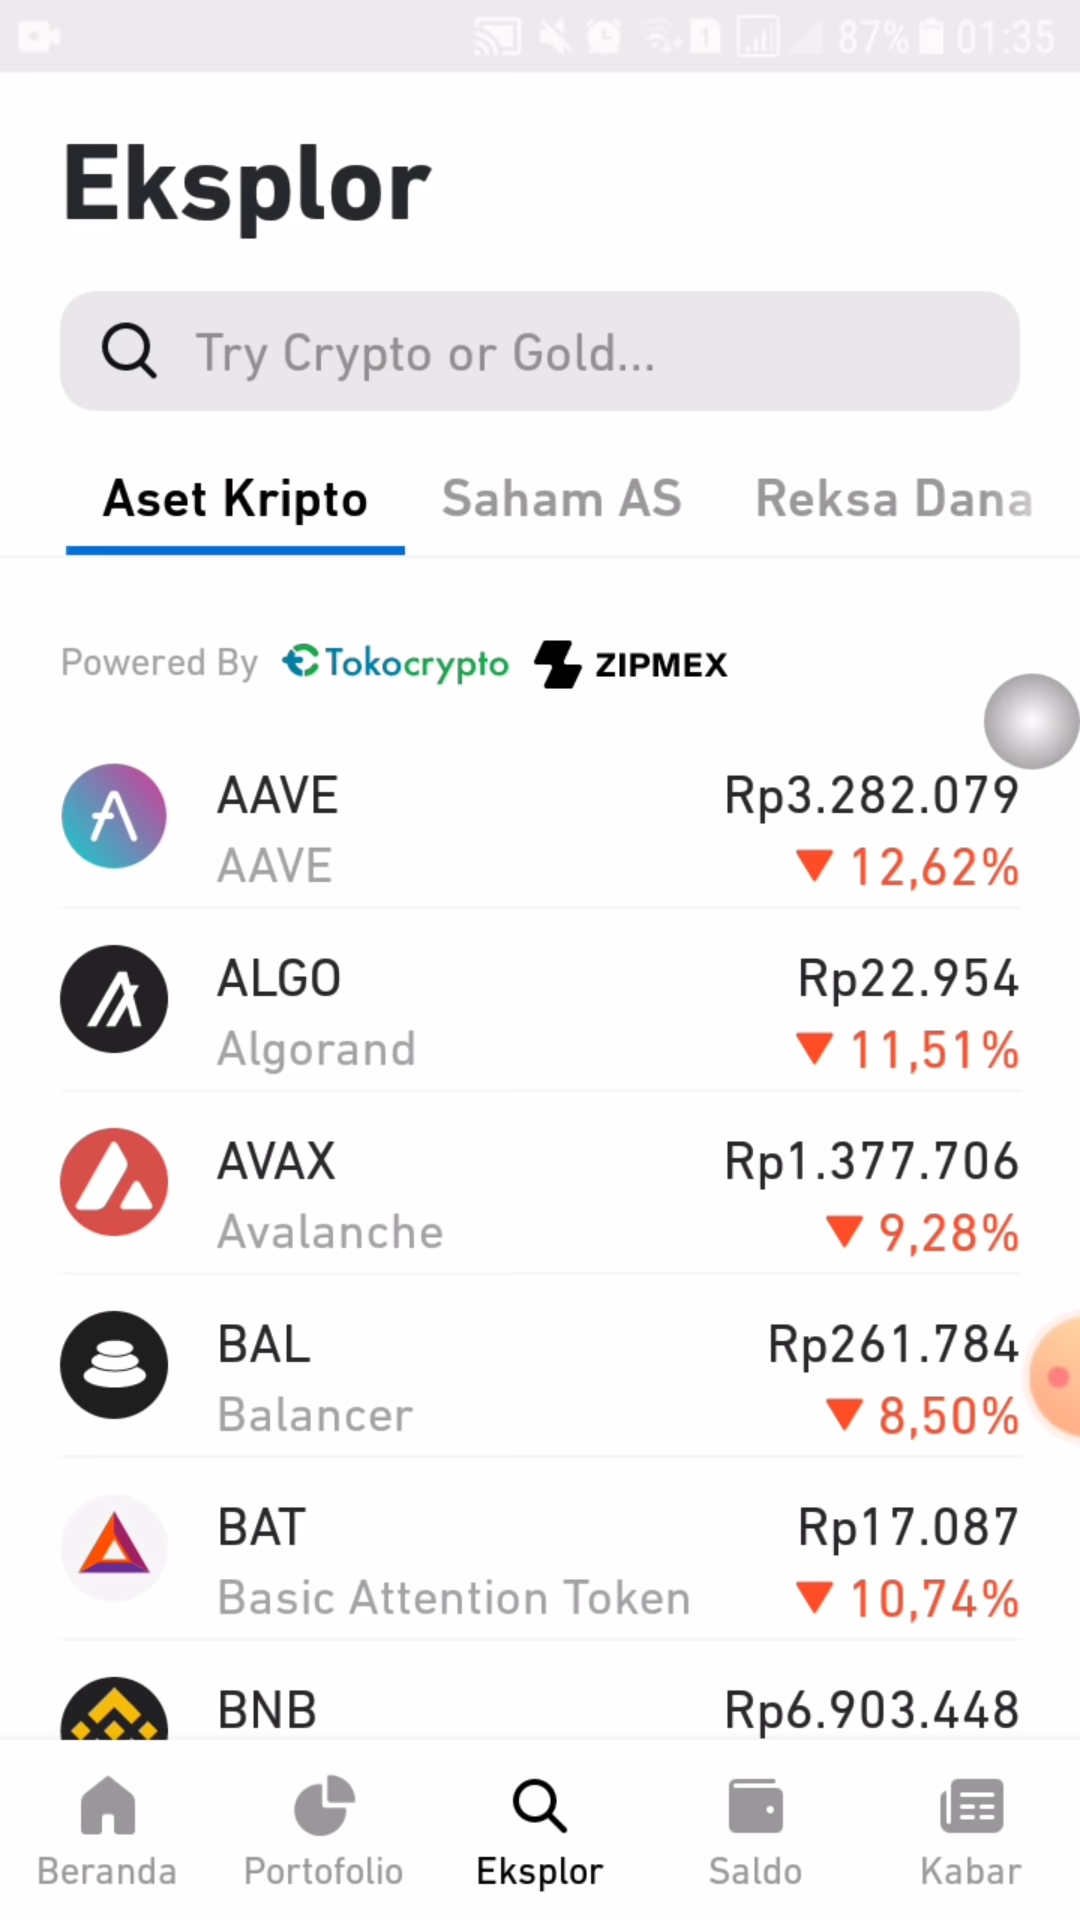 1 87% 01:35
Eksplor
Try Crypto or Gold...
Aset Kripto Saham AS Reksa Dana
Powered By Tokocrypto ZIPMEX
AAVE Rp3.282.079
AAVE ▼ 12,62%
ALGO Rp22.954
Algorand ▼ 11,51%
AVAX Rp1.377.706
Avalanche ▼ 9,28%
BAL Rp261.784
Balancer ▼ 8,50%
BAT Rp17.087
Basic Attention Token ▼ 10,74%
BNB Rp6.903.448
Beranda Portofolio Eksplor Saldo Kabar